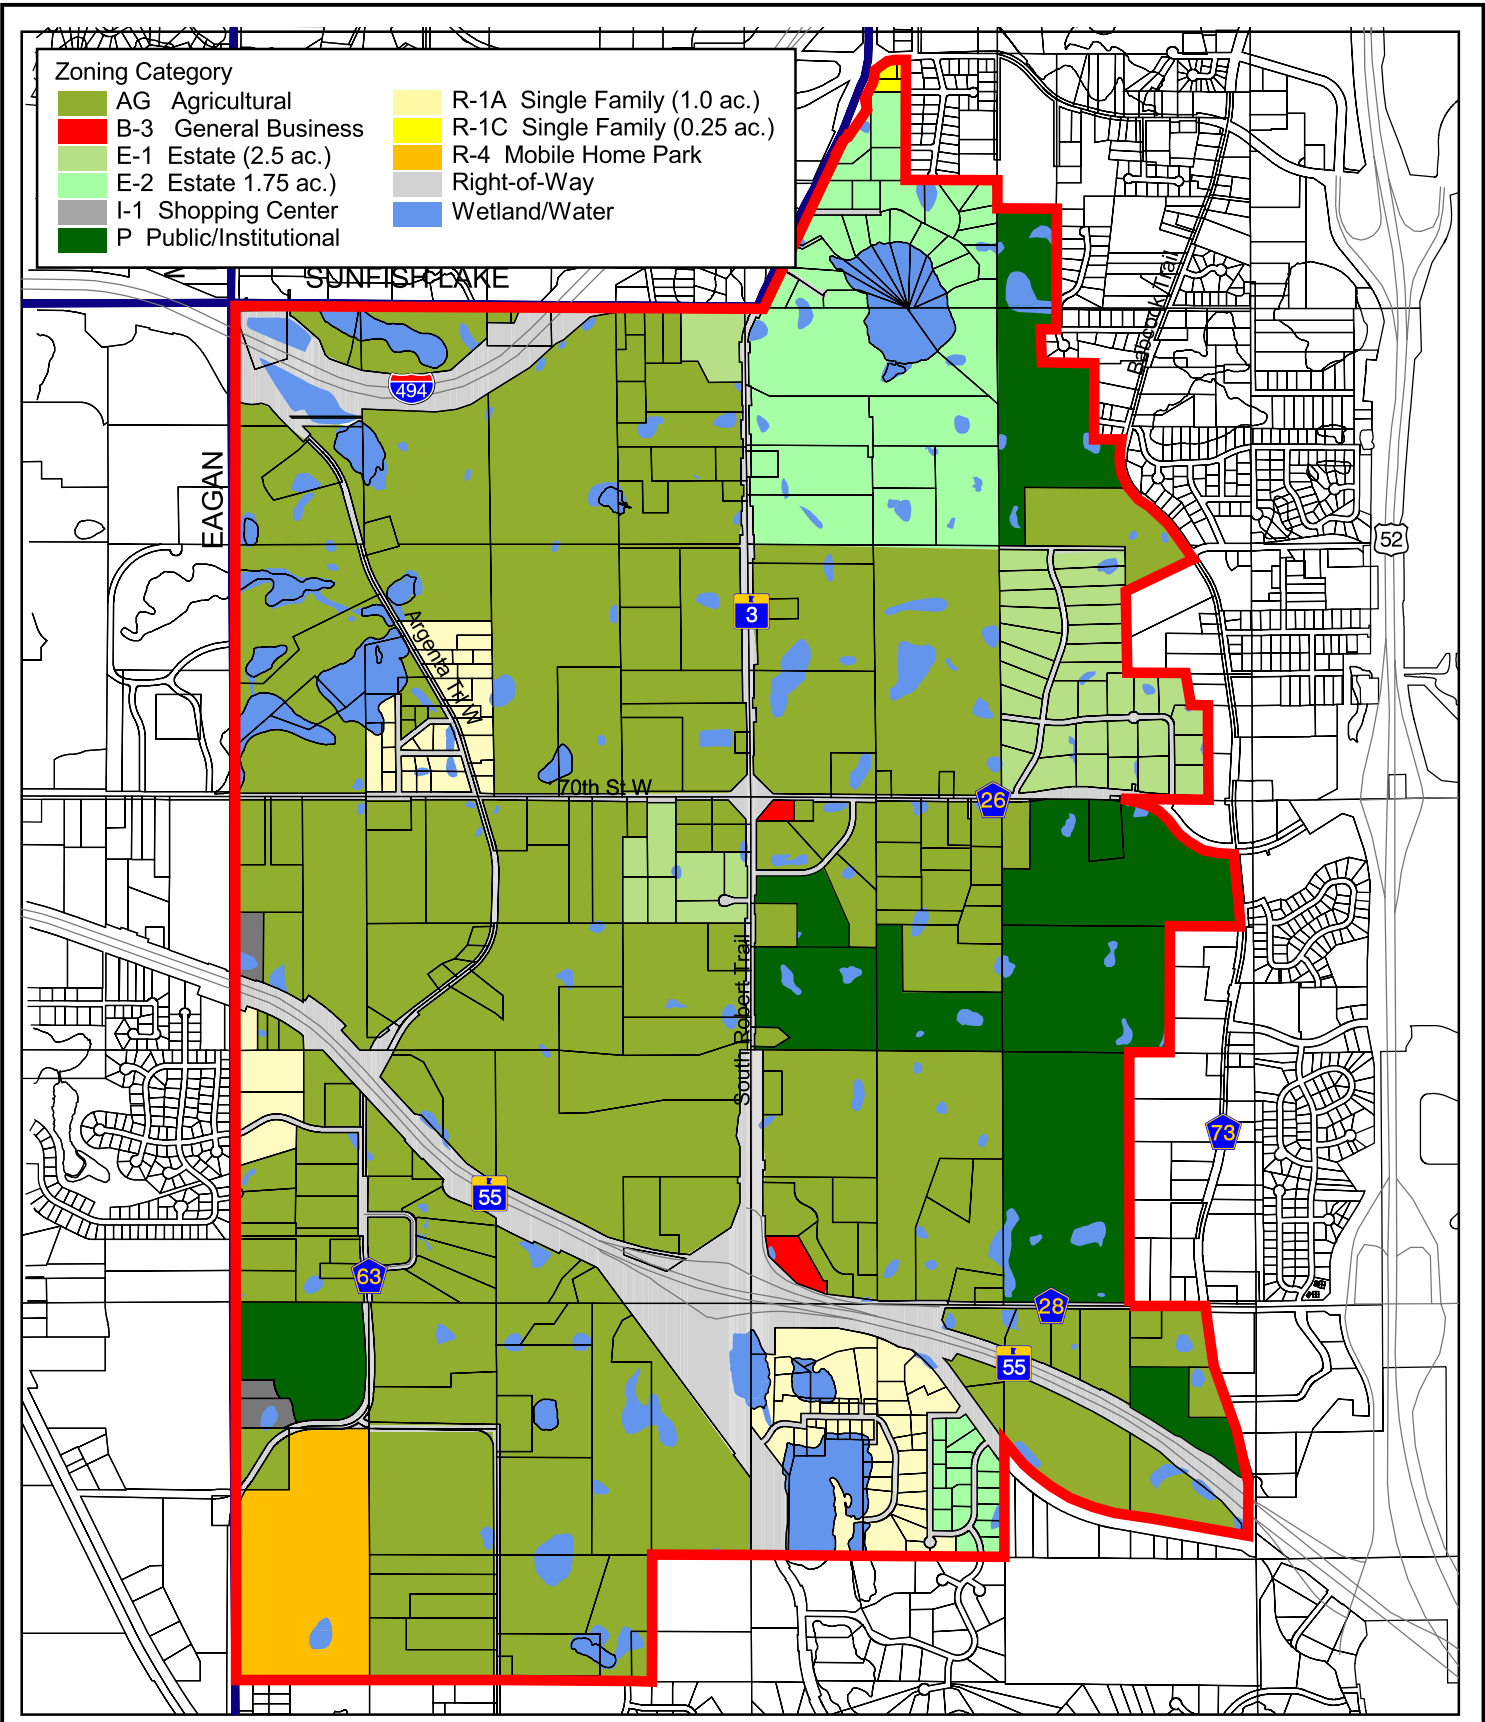 Zoning Category
AG Agricultural
B-3 General Business
E-1 Estate (2.5 ac.)
E-2 Estate 1.75 ac.)
I-1 Shopping Center
P Public/Institutional
R-1A Single Family (1.0 ac.)
R-1C Single Family (0.25 ac.)
R-4 Mobile Home Park
Right-of-Way
Wetland/Water
SUNFISH LAKE
Babcock Trail
494
EAGAN
52
3
Argenta Trl W
70th St W
26
South Robert Trail
73
55
63
28
55